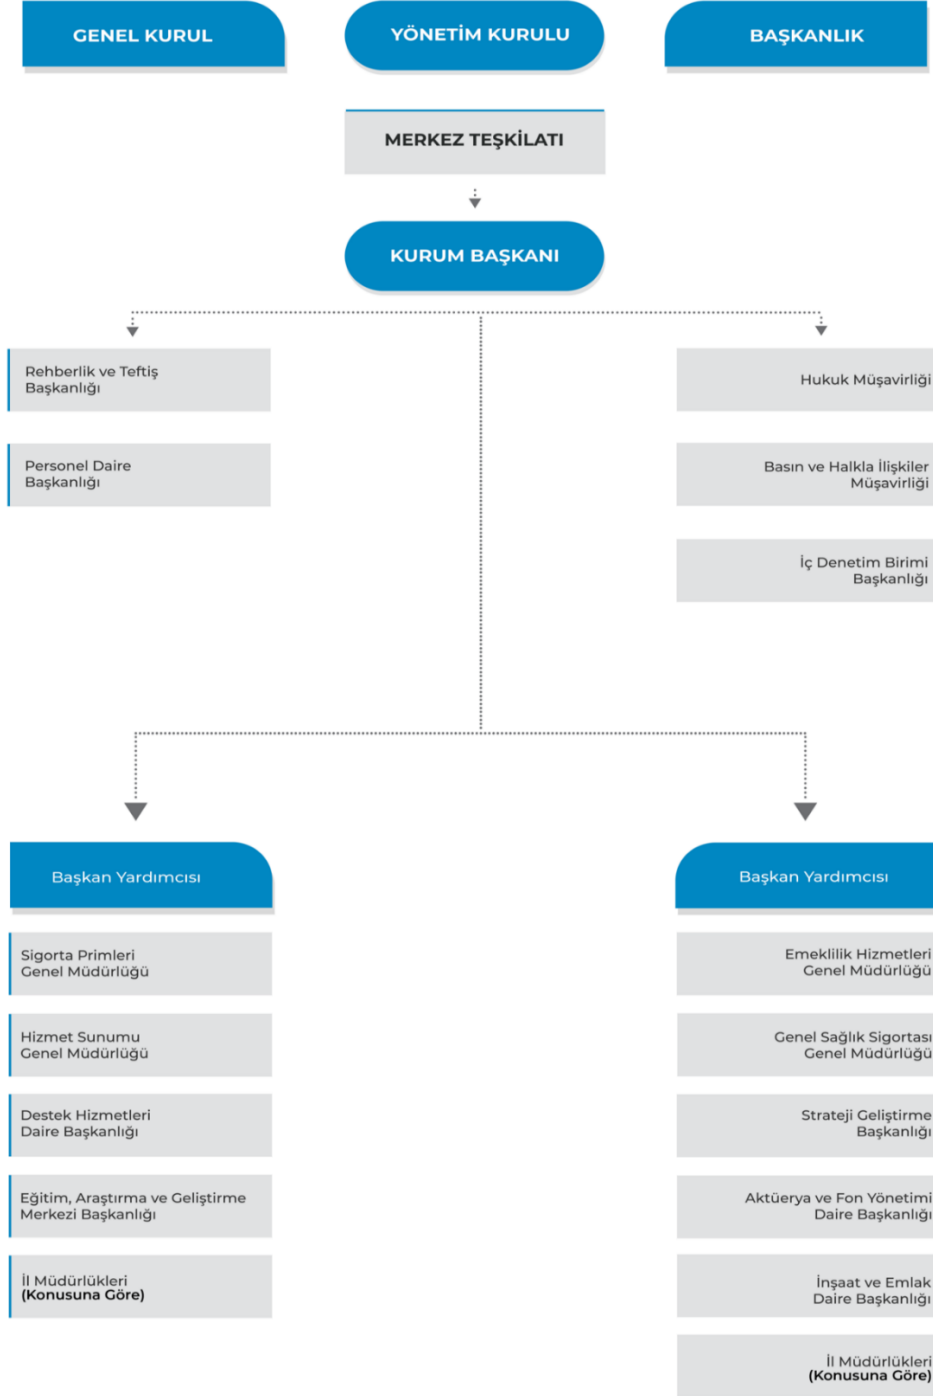 GENEL KURUL
YÖNETİM KURULU
BAŞKANLIK
MERKEZ TEŞKİLATI
KURUM BAŞKANI
Rehberlik ve Teftiş
Başkanlığı
Personel Daire
Başkanlığı
Hukuk Müşavirliği
Basın ve Halkla İlişkiler
Müşavirliği
İç Denetim Birimi
Başkanlığı
Başkan Yardımcısı
Sigorta Primleri
Genel Müdürlüğü
Hizmet Sunumu
Genel Müdürlüğü
Destek Hizmetleri
Daire Başkanlığı
Eğitim, Araştırma ve Geliştirme
Merkezi Başkanlığı
İl Müdürlükleri
(Konusuna Göre)
Başkan Yardımcısı
Emeklilik Hizmetleri
Genel Müdürlüğü
Genel Sağlık Sigortası
Genel Müdürlüğü
Strateji Geliştirme
Başkanlığı
Aktüerya ve Fon Yönetimi
Daire Başkanlığı
İnşaat ve Emlak
Daire Başkanlığı
İl Müdürlükleri
(Konusuna Göre)